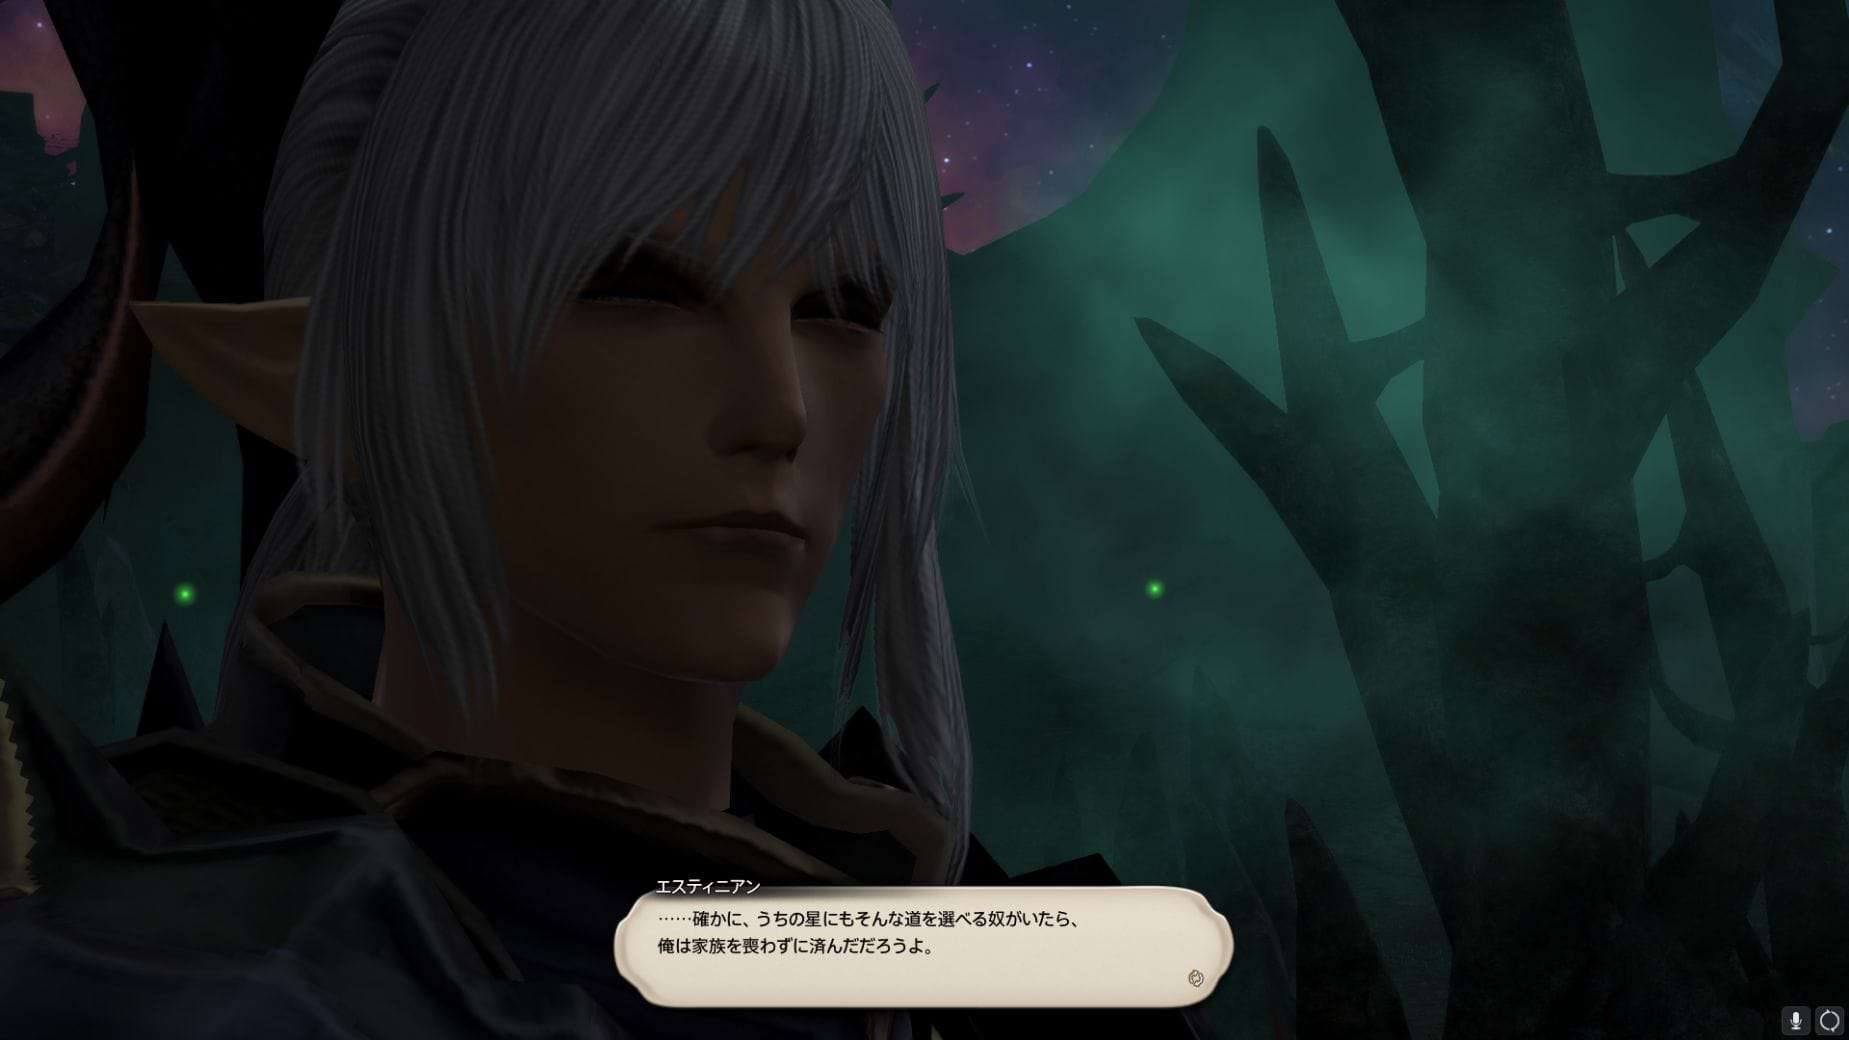 エスティニアン
……確かに、うちの星にもそんな道を選べる奴がいたら、
俺は家族を喪わずに済んだだろうよ。